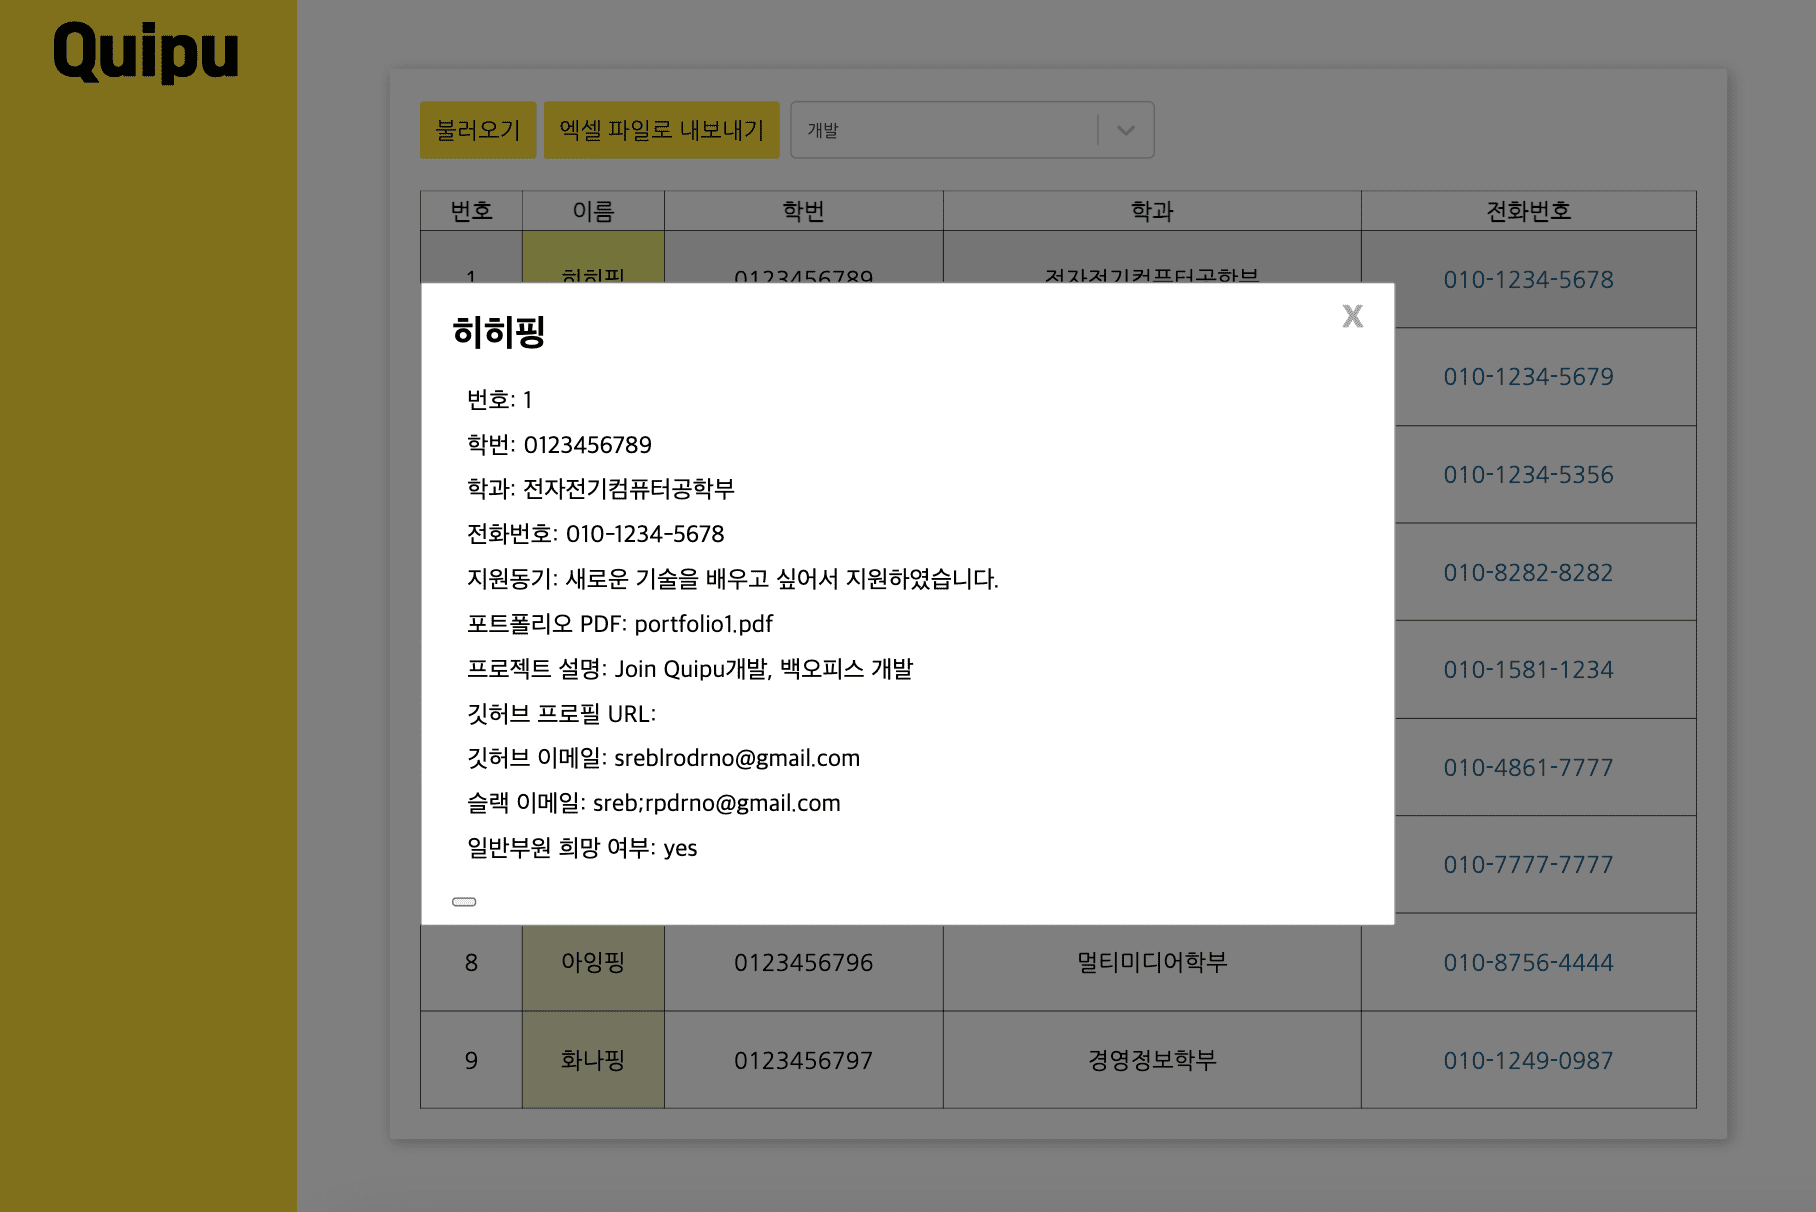 Quipu
불러오기 엑셀 파일로 내보내기 개발
번호 이름 학번 학과 전화번호
1 히히핑 0123456789 전자전기컴퓨터공학부 010-1234-5678
히히핑 X
번호: 1
010-1234-5679
학번: 0123456789
010-1234-5356
학과: 전자전기컴퓨터공학부
전화번호: 010-1234-5678
010-8282-8282
지원동기: 새로운 기술을 배우고 싶어서 지원하였습니다.
포트폴리오 PDF: portfolio1.pdf
010-1581-1234
프로젝트 설명: Join Quipu개발, 백오피스 개발
깃허브 프로필 URL:
010-4861-7777
깃허브 이메일: sreblrodrno@gmail.com
슬랙 이메일: sreb;rpdrno@gmail.com
일반부원 희망 여부: yes
010-7777-7777
8 아잉핑 0123456796 멀티미디어학부 010-8756-4444
9 화나핑 0123456797 경영정보학부 010-1249-0987